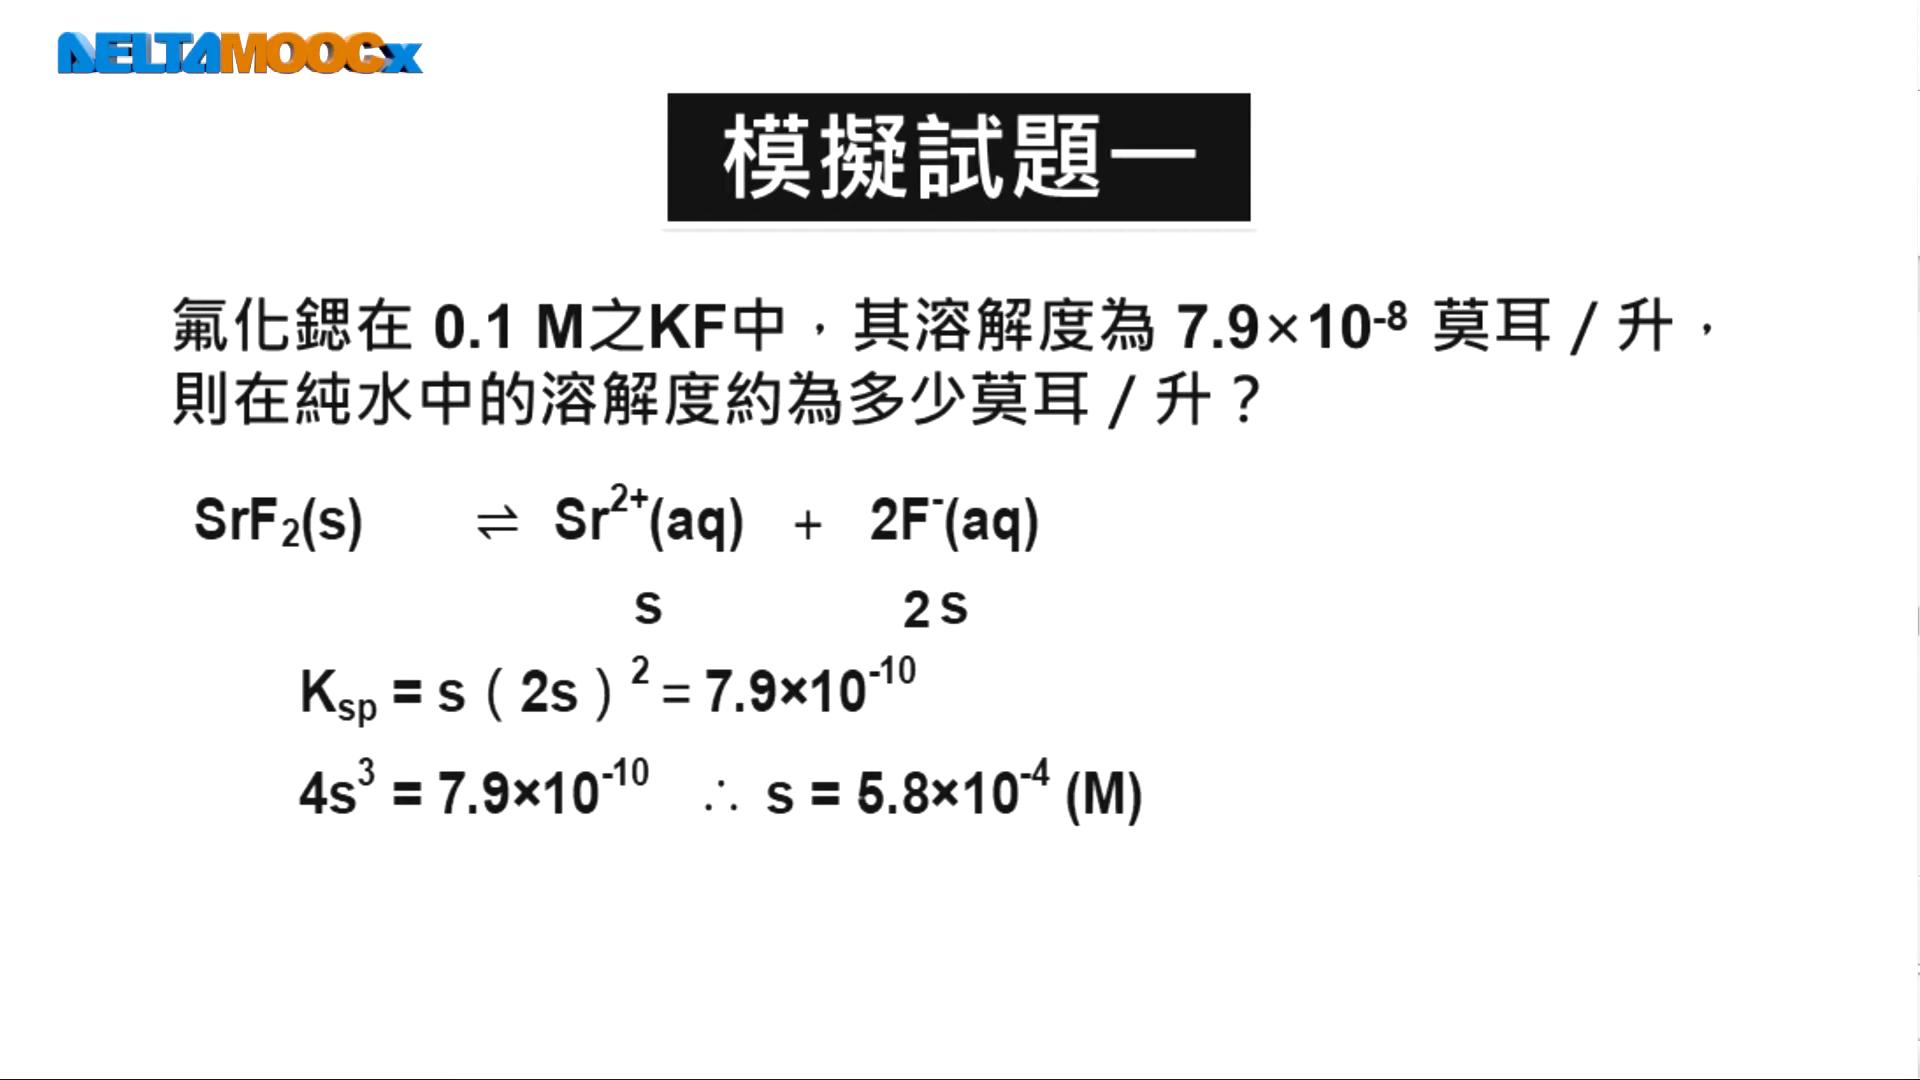 DELTAMOOCx
模擬試題一
氟化鍶在 0.1 M之KF中，其溶解度為 7.9×10⁻⁸ 莫耳／升，
則在純水中的溶解度約為多少莫耳／升？
SrF₂(s) ⇌ Sr²⁺(aq) + 2F⁻(aq)
s 2s
Kₛₚ = s（2s）² = 7.9×10⁻¹⁰
4s³ = 7.9×10⁻¹⁰ ∴ s = 5.8×10⁻⁴ (M)